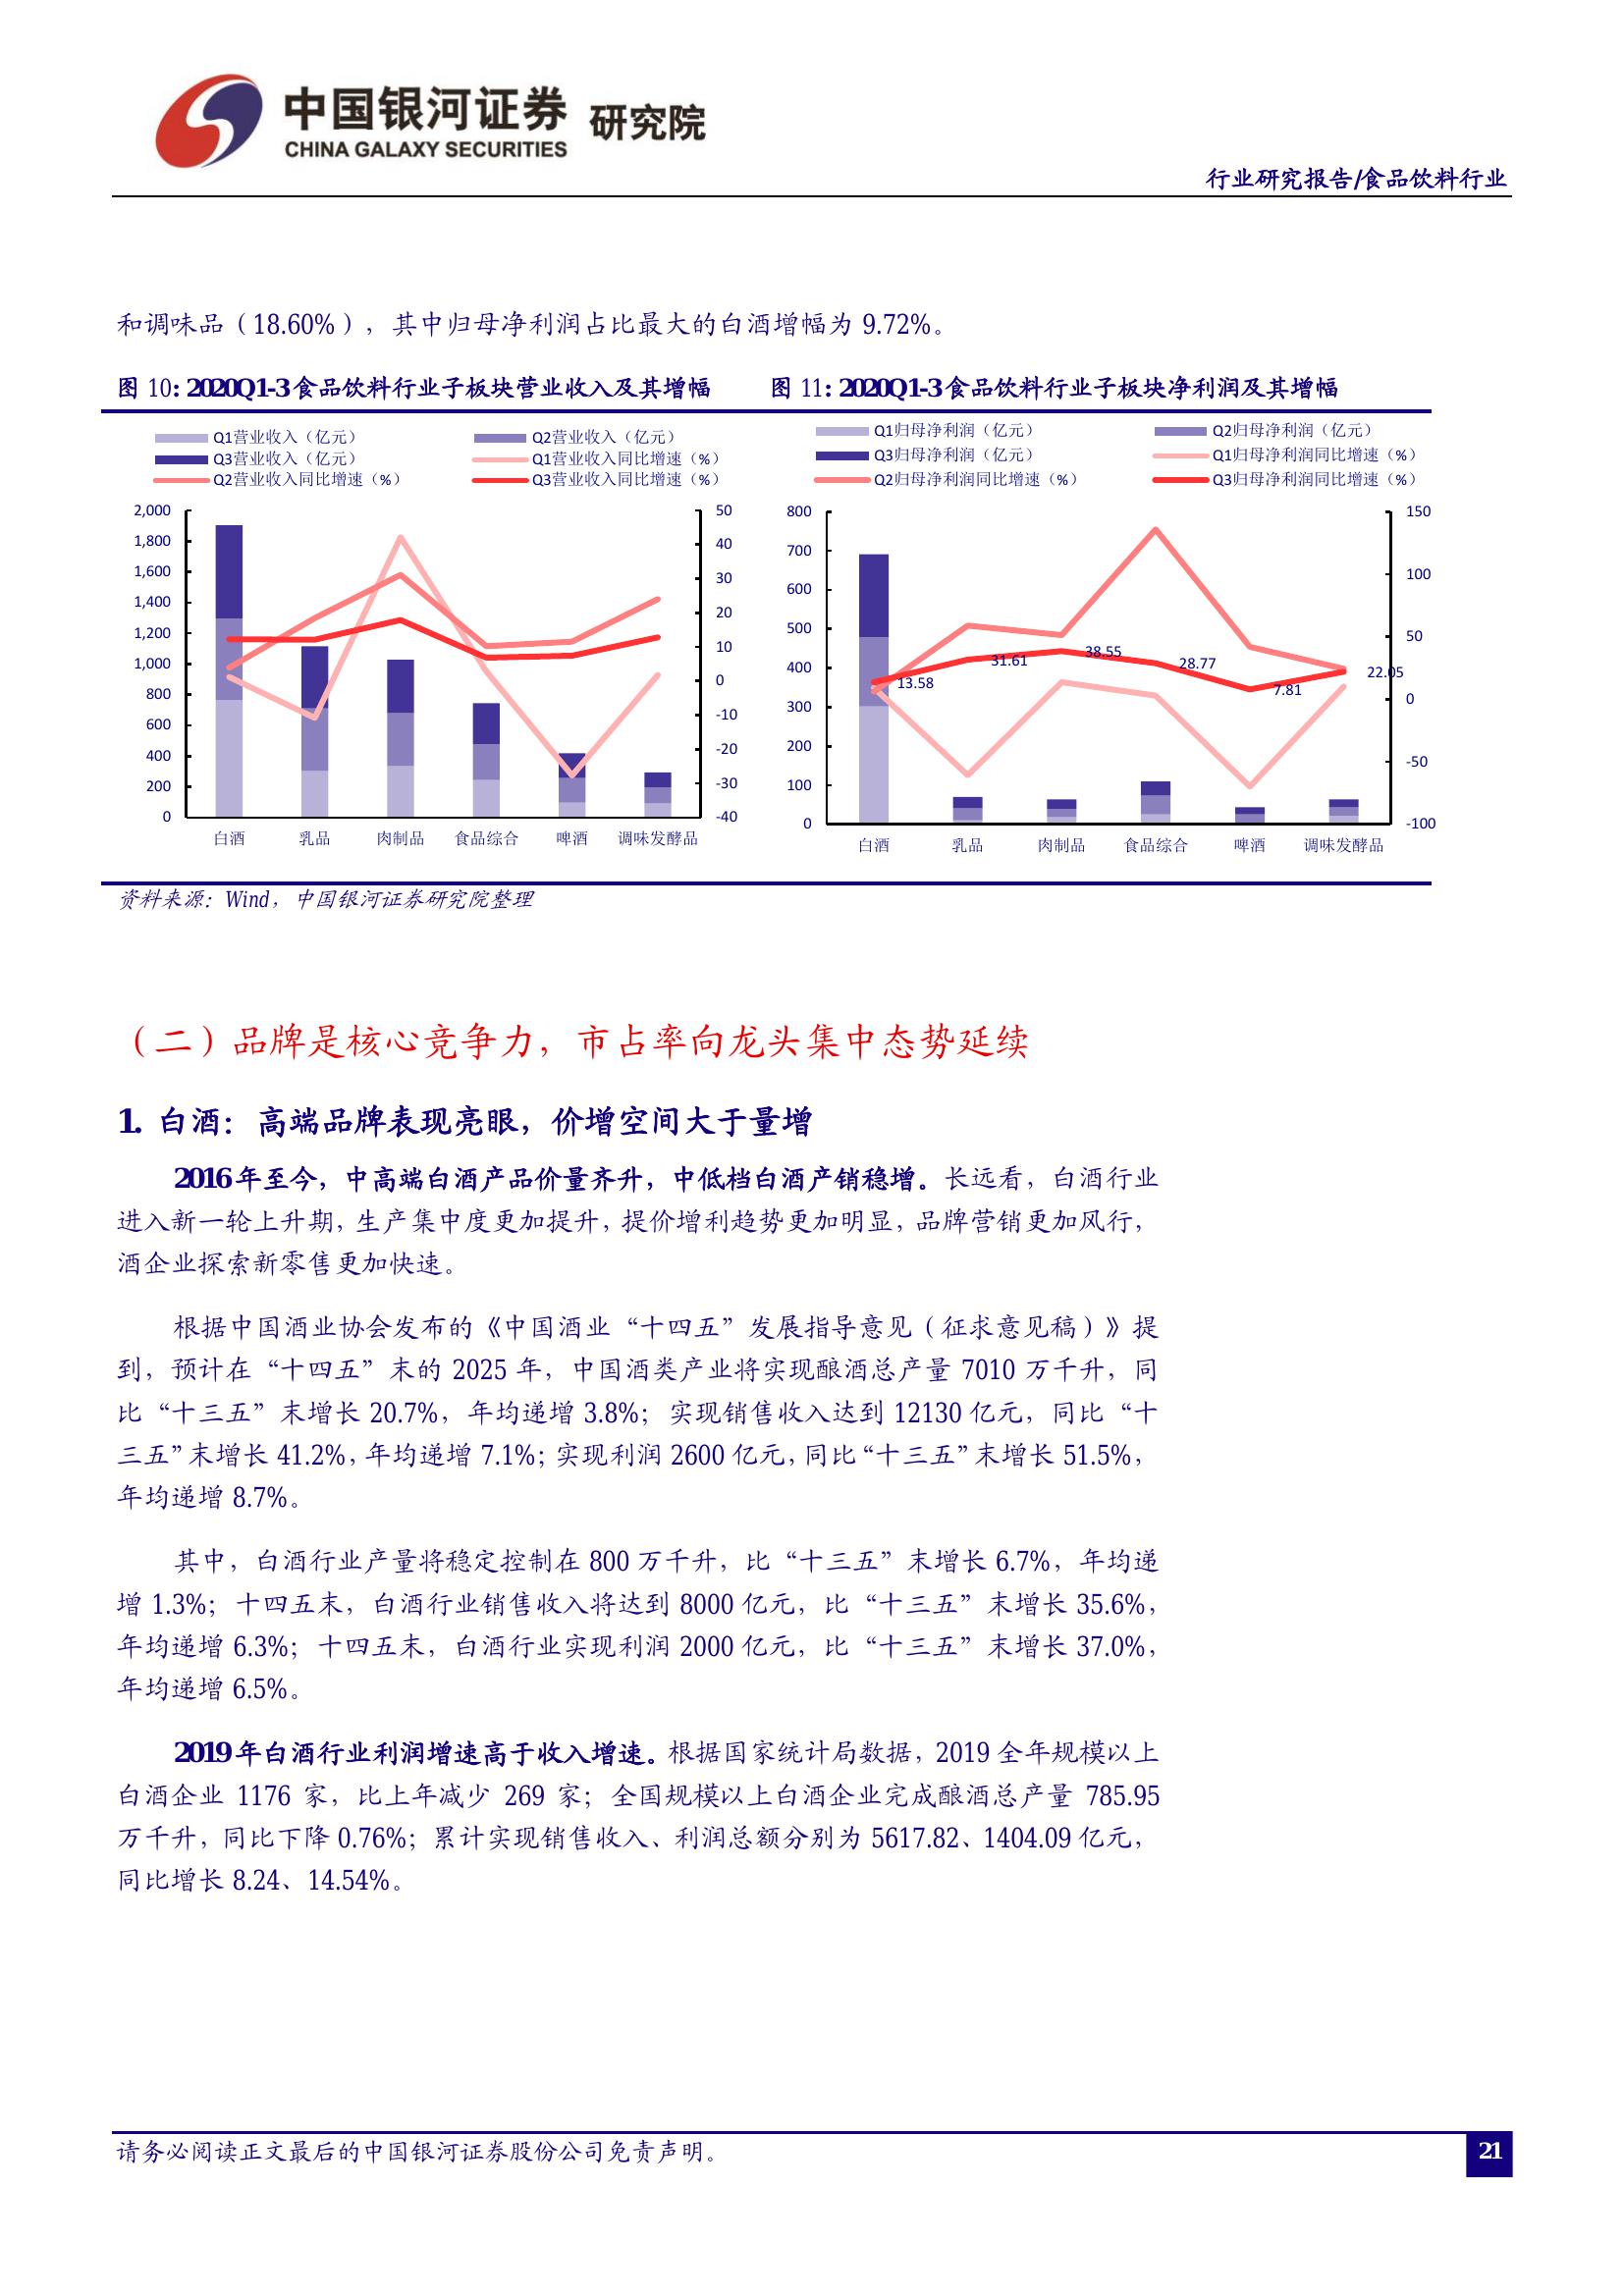 中国银河证券 研究院
CHINA GALAXY SECURITIES
行业研究报告/食品饮料行业
和调味品（18.60%），其中归母净利润占比最大的白酒增幅为 9.72%。
图 10: 2020Q1-3 食品饮料行业子板块营业收入及其增幅
图 11: 2020Q1-3 食品饮料行业子板块净利润及其增幅
Q1营业收入（亿元） Q2营业收入（亿元）
Q3营业收入（亿元） Q1营业收入同比增速（%）
Q2营业收入同比增速（%） Q3营业收入同比增速（%）
2,000
1,800
1,600
1,400
1,200
1,000
800
600
400
200
0
50
40
30
20
10
0
-10
-20
-30
-40
白酒 乳品 肉制品 食品综合 啤酒 调味发酵品
Q1归母净利润（亿元） Q2归母净利润（亿元）
Q3归母净利润（亿元） Q1归母净利润同比增速（%）
Q2归母净利润同比增速（%） Q3归母净利润同比增速（%）
800
700
600
500
400
300
200
100
0
13.58 31.61 38.55 28.77 7.81 22.05
150
100
50
0
-50
-100
白酒 乳品 肉制品 食品综合 啤酒 调味发酵品
资料来源：Wind，中国银河证券研究院整理
（二）品牌是核心竞争力，市占率向龙头集中态势延续
1. 白酒：高端品牌表现亮眼，价增空间大于量增
2016 年至今，中高端白酒产品价量齐升，中低档白酒产销稳增。长远看，白酒行业
进入新一轮上升期，生产集中度更加提升，提价增利趋势更加明显，品牌营销更加风行，
酒企业探索新零售更加快速。
根据中国酒业协会发布的《中国酒业“十四五”发展指导意见（征求意见稿）》提
到，预计在“十四五”末的 2025 年，中国酒类产业将实现酿酒总产量 7010 万千升，同
比“十三五”末增长 20.7%，年均递增 3.8%；实现销售收入达到 12130 亿元，同比“十
三五”末增长 41.2%，年均递增 7.1%；实现利润 2600 亿元，同比“十三五”末增长 51.5%，
年均递增 8.7%。
其中，白酒行业产量将稳定控制在 800 万千升，比“十三五”末增长 6.7%，年均递
增 1.3%；十四五末，白酒行业销售收入将达到 8000 亿元，比“十三五”末增长 35.6%，
年均递增 6.3%；十四五末，白酒行业实现利润 2000 亿元，比“十三五”末增长 37.0%，
年均递增 6.5%。
2019 年白酒行业利润增速高于收入增速。根据国家统计局数据，2019 全年规模以上
白酒企业 1176 家，比上年减少 269 家；全国规模以上白酒企业完成酿酒总产量 785.95
万千升，同比下降 0.76%；累计实现销售收入、利润总额分别为 5617.82、1404.09 亿元，
同比增长 8.24、14.54%。
请务必阅读正文最后的中国银河证券股份公司免责声明。
21